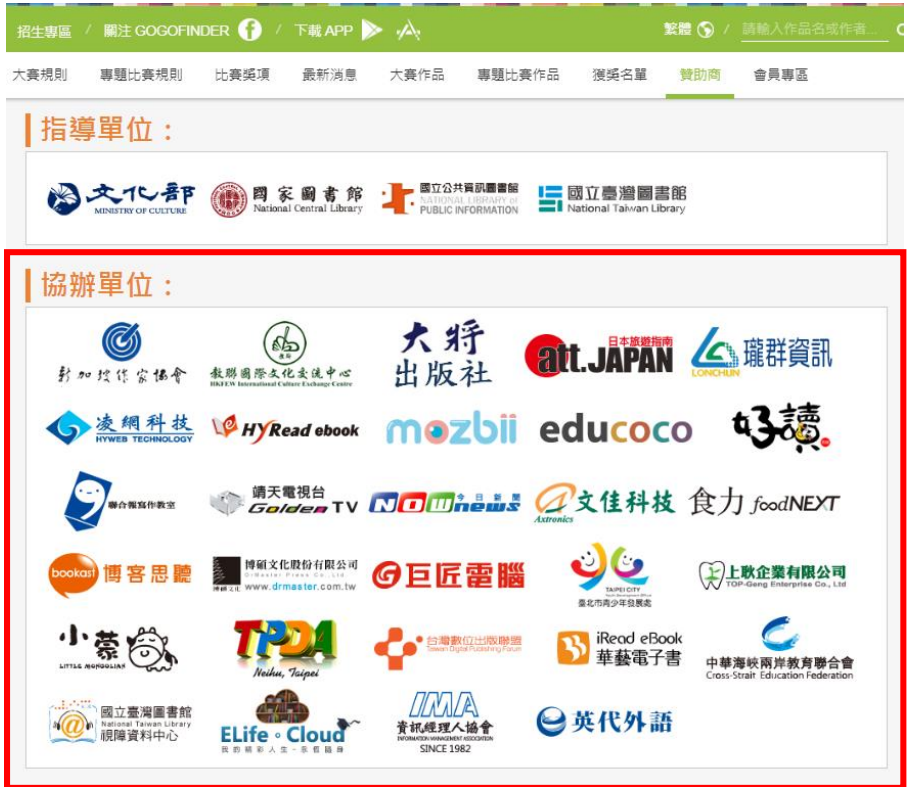 招生專區 / 關注 GOGOFINDER / 下載 APP
繁體 / 請輸入作品名或作者...
大賽規則 專題比賽規則 比賽獎項 最新消息 大賽作品 專題比賽作品 獲獎名單 贊助商 會員專區
指導單位：
文化部
MINISTRY OF CULTURE
國家圖書館
National Central Library
國立公共資訊圖書館
NATIONAL LIBRARY of
PUBLIC INFORMATION
國立臺灣圖書館
National Taiwan Library
協辦單位：
新加坡作家協會
教聯國際文化交流中心
HKFEW International Culture Exchange Centre
大將
出版社
日本旅遊指南
att.JAPAN
LONCHUN
瓏群資訊
凌網科技
HYWEB TECHNOLOGY
HyRead ebook
mozbii
educoco
好讀
聯合報寫作教室
靖天電視台
Golden TV
NOWnews
今日新聞
Axtronics
文佳科技
食力 foodNEXT
bookast 博客思聽
博碩文化股份有限公司
DrMaster Press Co., Ltd.
博碩文化 www.drmaster.com.tw
巨匠電腦
TAIPEI CITY
臺北市青少年發展處
上耿企業有限公司
TOP-Geng Enterprise Co., Ltd
小蒙
LITTLE MONGOLIAN
TPDA
Neihu, Taipei
台灣數位出版聯盟
Taiwan Digital Publishing Forum
iRead eBook
華藝電子書
中華海峽兩岸教育聯合會
Cross-Strait Education Federation
國立臺灣圖書館
National Taiwan Library
視障資料中心
ELife Cloud
IMA
資訊經理人協會
INFORMATION MANAGEMENT ASSOCIATION
SINCE 1982
英代外語